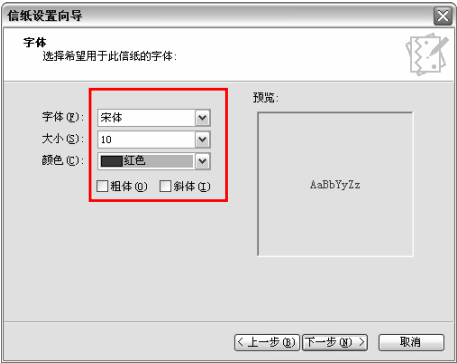 信纸设置向导
字体
选择希望用于此信纸的字体:
预览:
字体(F): 宋体
大小(S): 10
颜色(C): 红色
粗体(O) 斜体(I)
AaBbYyZz
< 上一步(B) 下一步(N) > 取消